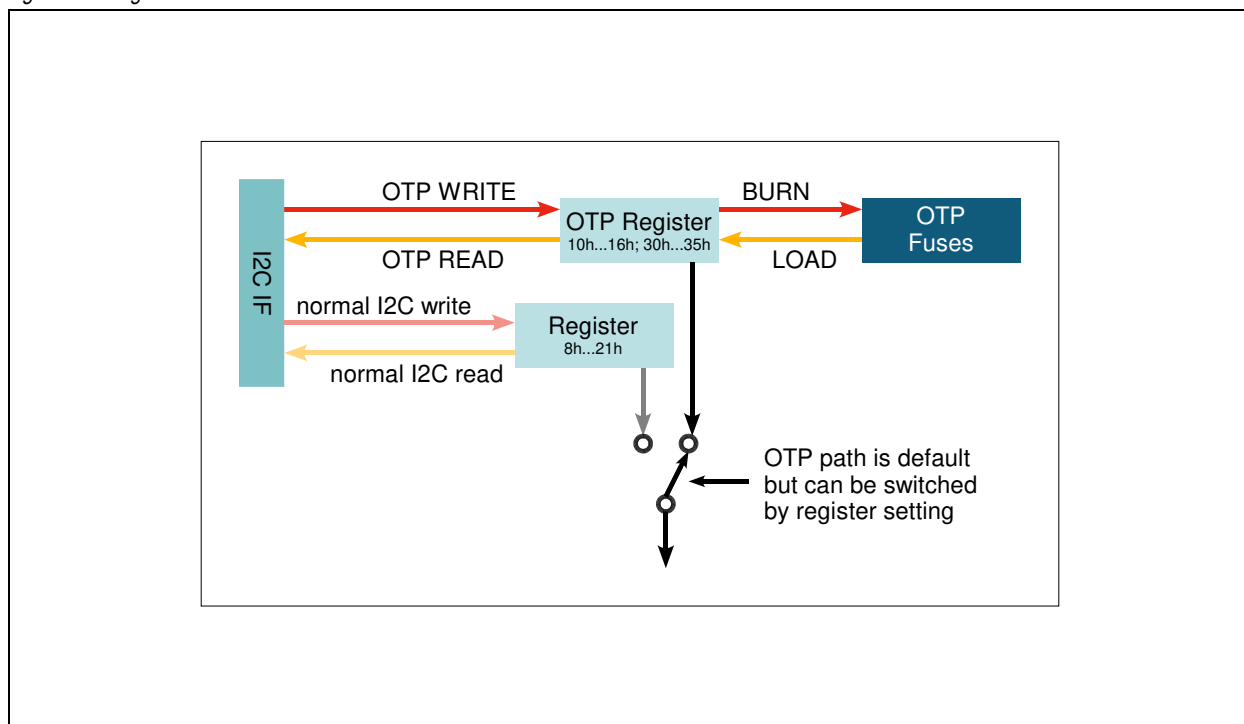 OTP WRITE
BURN
OTP Register
10h...16h; 30h...35h
OTP
Fuses
OTP READ
LOAD
I2C IF
normal I2C write
Register
8h...21h
normal I2C read
OTP path is default
but can be switched
by register setting